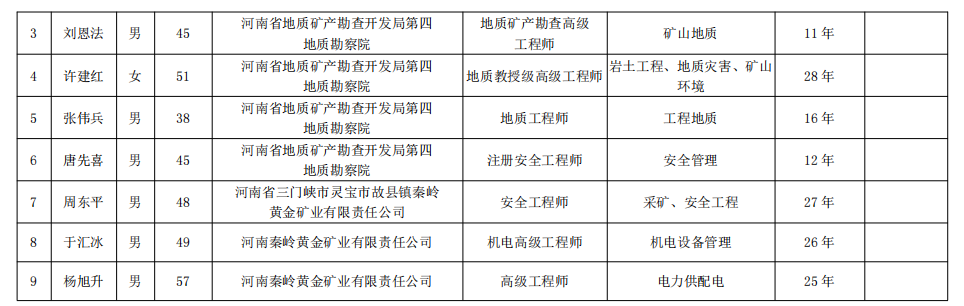 3 刘恩法 男 45 河南省地质矿产勘查开发局第四 地质矿产勘查高级 矿山地质 11 年
地质勘察院 工程师
4 许建红 女 51 河南省地质矿产勘查开发局第四 地质教授级高级工程师 岩土工程、地质灾害、矿山 28 年
地质勘察院 环境
5 张伟兵 男 38 河南省地质矿产勘查开发局第四 地质工程师 工程地质 16 年
地质勘察院
6 唐先喜 男 45 河南省地质矿产勘查开发局第四 注册安全工程师 安全管理 12 年
地质勘察院
7 周东平 男 48 河南省三门峡市灵宝市故县镇秦岭 安全工程师 采矿、安全工程 27 年
黄金矿业有限责任公司
8 于汇冰 男 49 河南秦岭黄金矿业有限责任公司 机电高级工程师 机电设备管理 26 年
9 杨旭升 男 57 河南秦岭黄金矿业有限责任公司 高级工程师 电力供配电 25 年